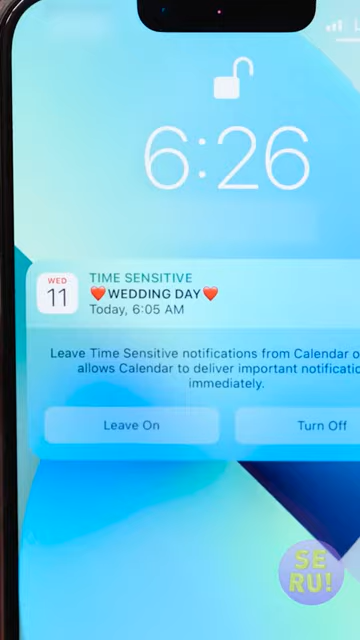 6:26
WED
11
TIME SENSITIVE
❤️WEDDING DAY❤️
Today, 6:05 AM
Leave Time Sensitive notifications from Calendar
allows Calendar to deliver important
immediately.
Leave On
Turn Off
SE
RU!